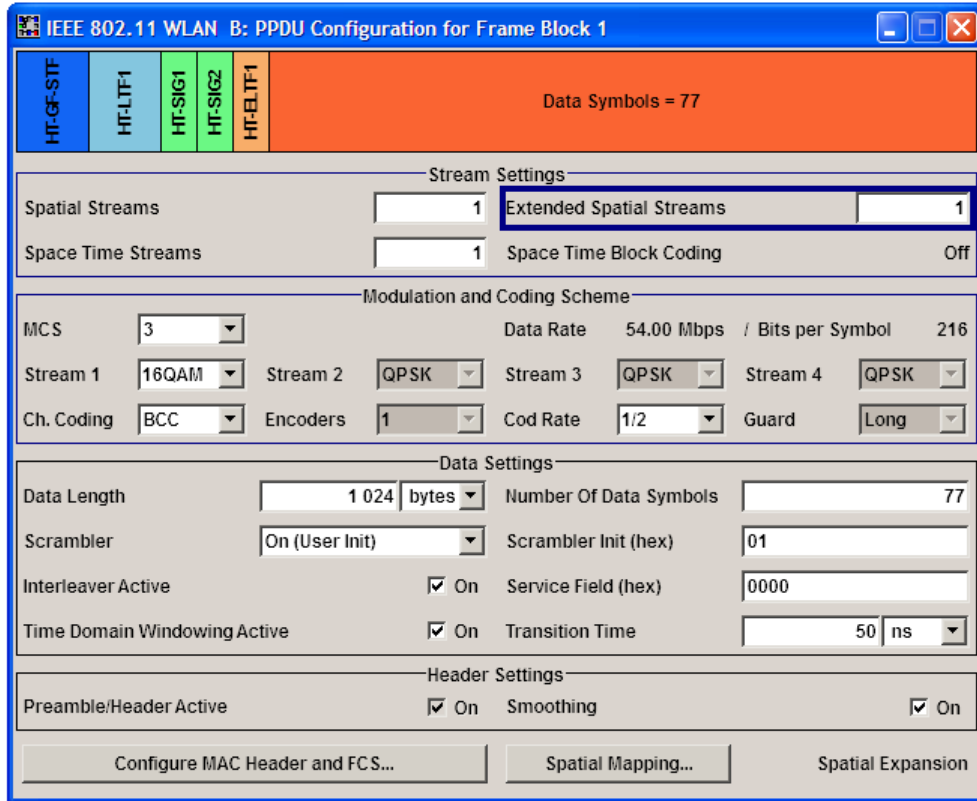 IEEE 802.11 WLAN B: PPDU Configuration for Frame Block 1
HT-GF-STF
HT-LTF1
HT-SIG1
HT-SIG2
HT-ELTF1
Data Symbols = 77
Stream Settings
Spatial Streams 1 Extended Spatial Streams 1
Space Time Streams 1 Space Time Block Coding Off
Modulation and Coding Scheme
MCS 3 Data Rate 54.00 Mbps / Bits per Symbol 216
Stream 1 16QAM Stream 2 QPSK Stream 3 QPSK Stream 4 QPSK
Ch. Coding BCC Encoders 1 Cod Rate 1/2 Guard Long
Data Settings
Data Length 1 024 bytes Number Of Data Symbols 77
Scrambler On (User Init) Scrambler Init (hex) 01
Interleaver Active On Service Field (hex) 0000
Time Domain Windowing Active On Transition Time 50 ns
Header Settings
Preamble/Header Active On Smoothing On
Configure MAC Header and FCS... Spatial Mapping... Spatial Expansion